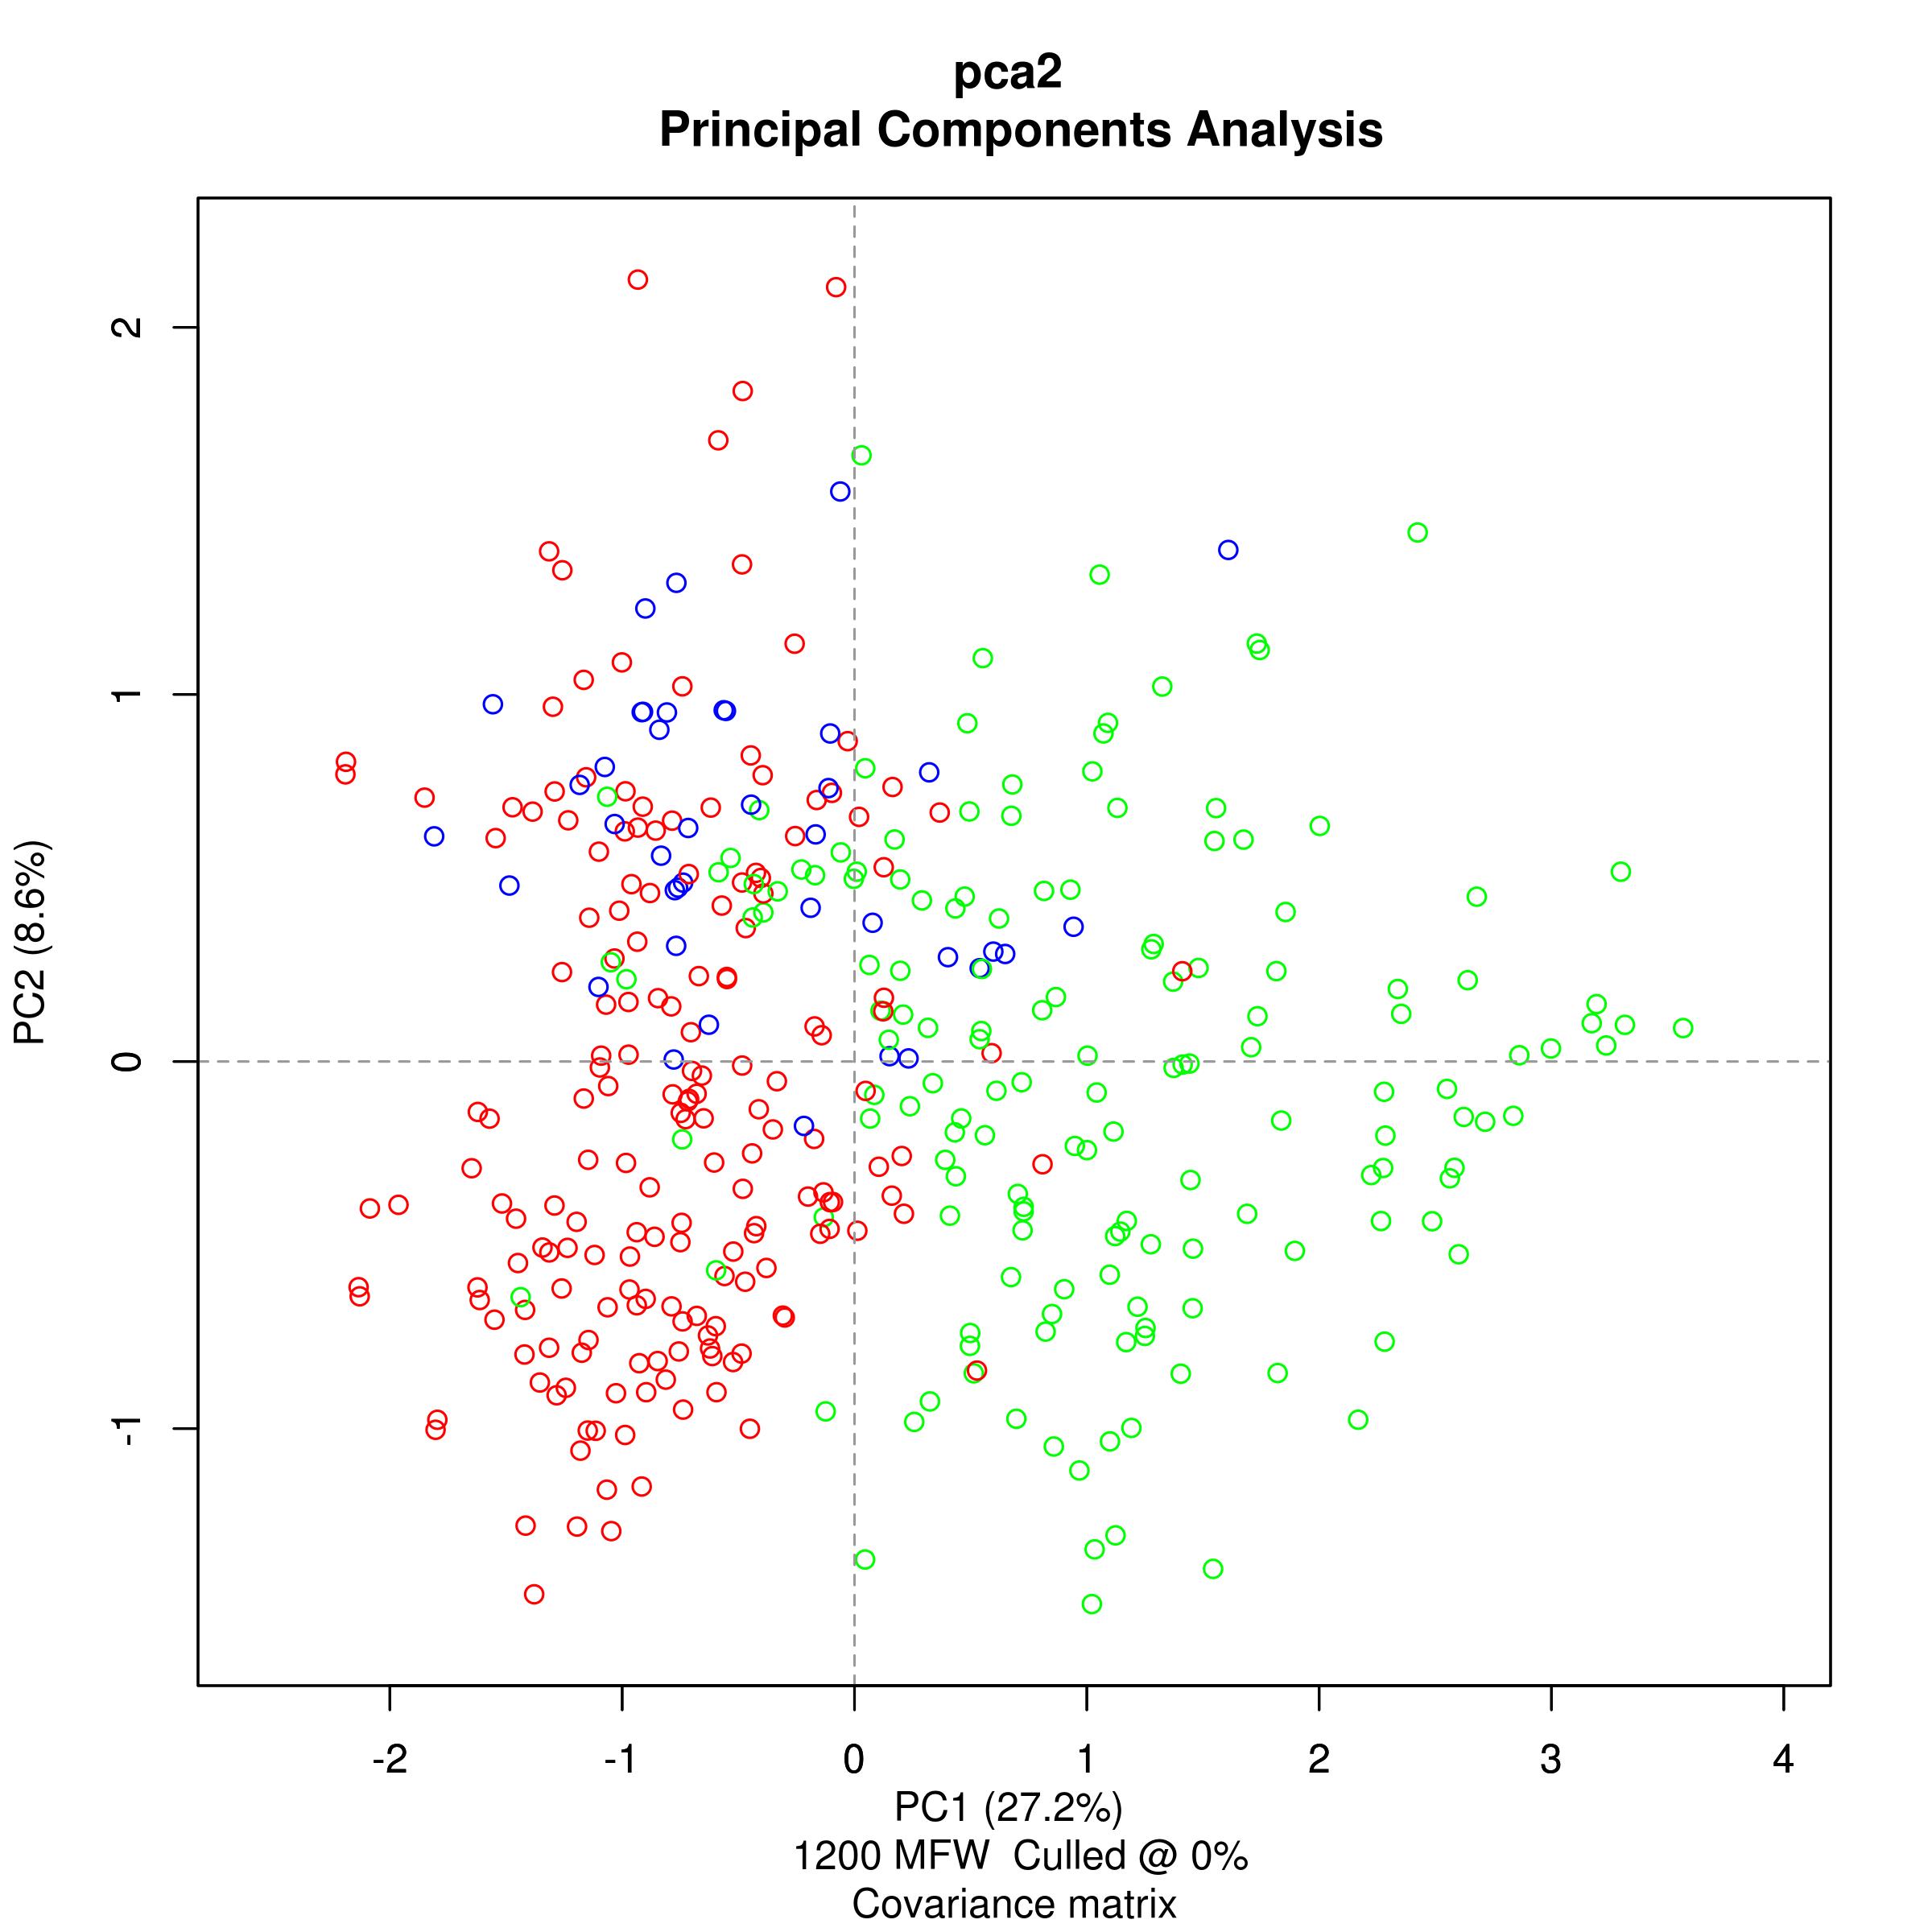 pca2
Principal Components Analysis
2
1
0
-1
PC2 (8.6%)
-2 -1 0 1 2 3 4
PC1 (27.2%)
1200 MFW  Culled @ 0%
Covariance matrix